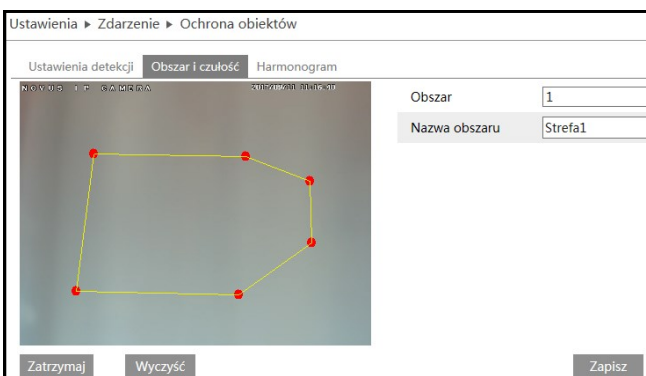 Ustawienia ▸ Zdarzenie ▸ Ochrona obiektów
Ustawienia detekcji Obszar i czułość Harmonogram
NOVUS IP CAMERA
Obszar 1
Nazwa obszaru Strefa1
Zatrzymaj Wyczyść Zapisz